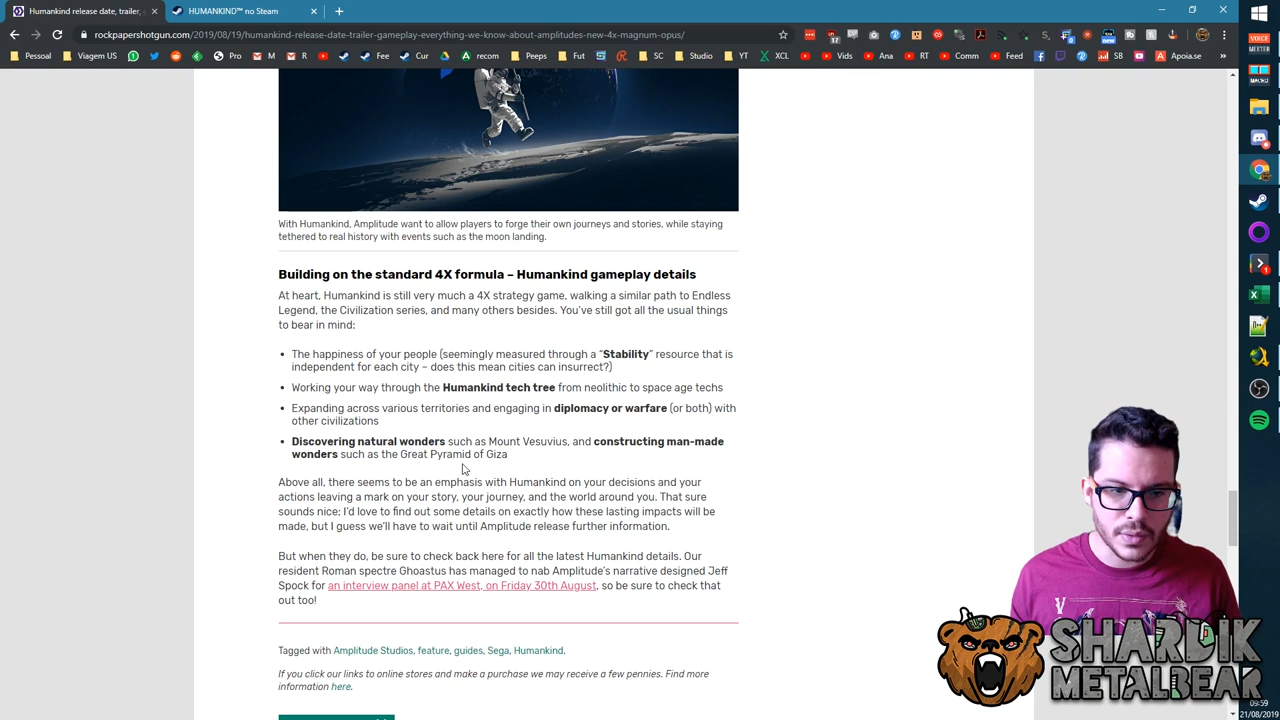 Humankind release date, trailer,
HUMANKIND™ no Steam
rockpapershotgun.com/2019/08/19/humankind-release-date-trailer-gameplay-everything-we-know-about-amplitudes-new-4x-magnum-opus/
Pessoal
Viagem US
Pro
M
R
Fee
Cur
recom
Peeps
Fut
SC
Studio
YT
XCL
Vids
Ana
RT
Comm
Feed
SB
M
Apoia.se
With Humankind, Amplitude want to allow players to forge their own journeys and stories, while staying
tethered to real history with events such as the moon landing.
Building on the standard 4X formula – Humankind gameplay details
At heart, Humankind is still very much a 4X strategy game, walking a similar path to Endless
Legend, the Civilization series, and many others besides. You've still got all the usual things
to bear in mind:
• The happiness of your people (seemingly measured through a “Stability” resource that is
independent for each city – does this mean cities can insurrect?)
• Working your way through the Humankind tech tree from neolithic to space age techs
• Expanding across various territories and engaging in diplomacy or warfare (or both) with
other civilizations
• Discovering natural wonders such as Mount Vesuvius, and constructing man-made
wonders such as the Great Pyramid of Giza
Above all, there seems to be an emphasis with Humankind on your decisions and your
actions leaving a mark on your story, your journey, and the world around you. That sure
sounds nice; I'd love to find out some details on exactly how these lasting impacts will be
made, but I guess we'll have to wait until Amplitude release further information.
But when they do, be sure to check back here for all the latest Humankind details. Our
resident Roman spectre Ghoastus has managed to nab Amplitude's narrative designed Jeff
Spock for an interview panel at PAX West, on Friday 30th August, so be sure to check that
out too!
Tagged with Amplitude Studios, feature, guides, Sega, Humankind.
If you click our links to online stores and make a purchase we may receive a few pennies. Find more
information here.
SHARDIK
METALBEAR
VOICE
MEETER
MACRO
09:59
21/08/2019